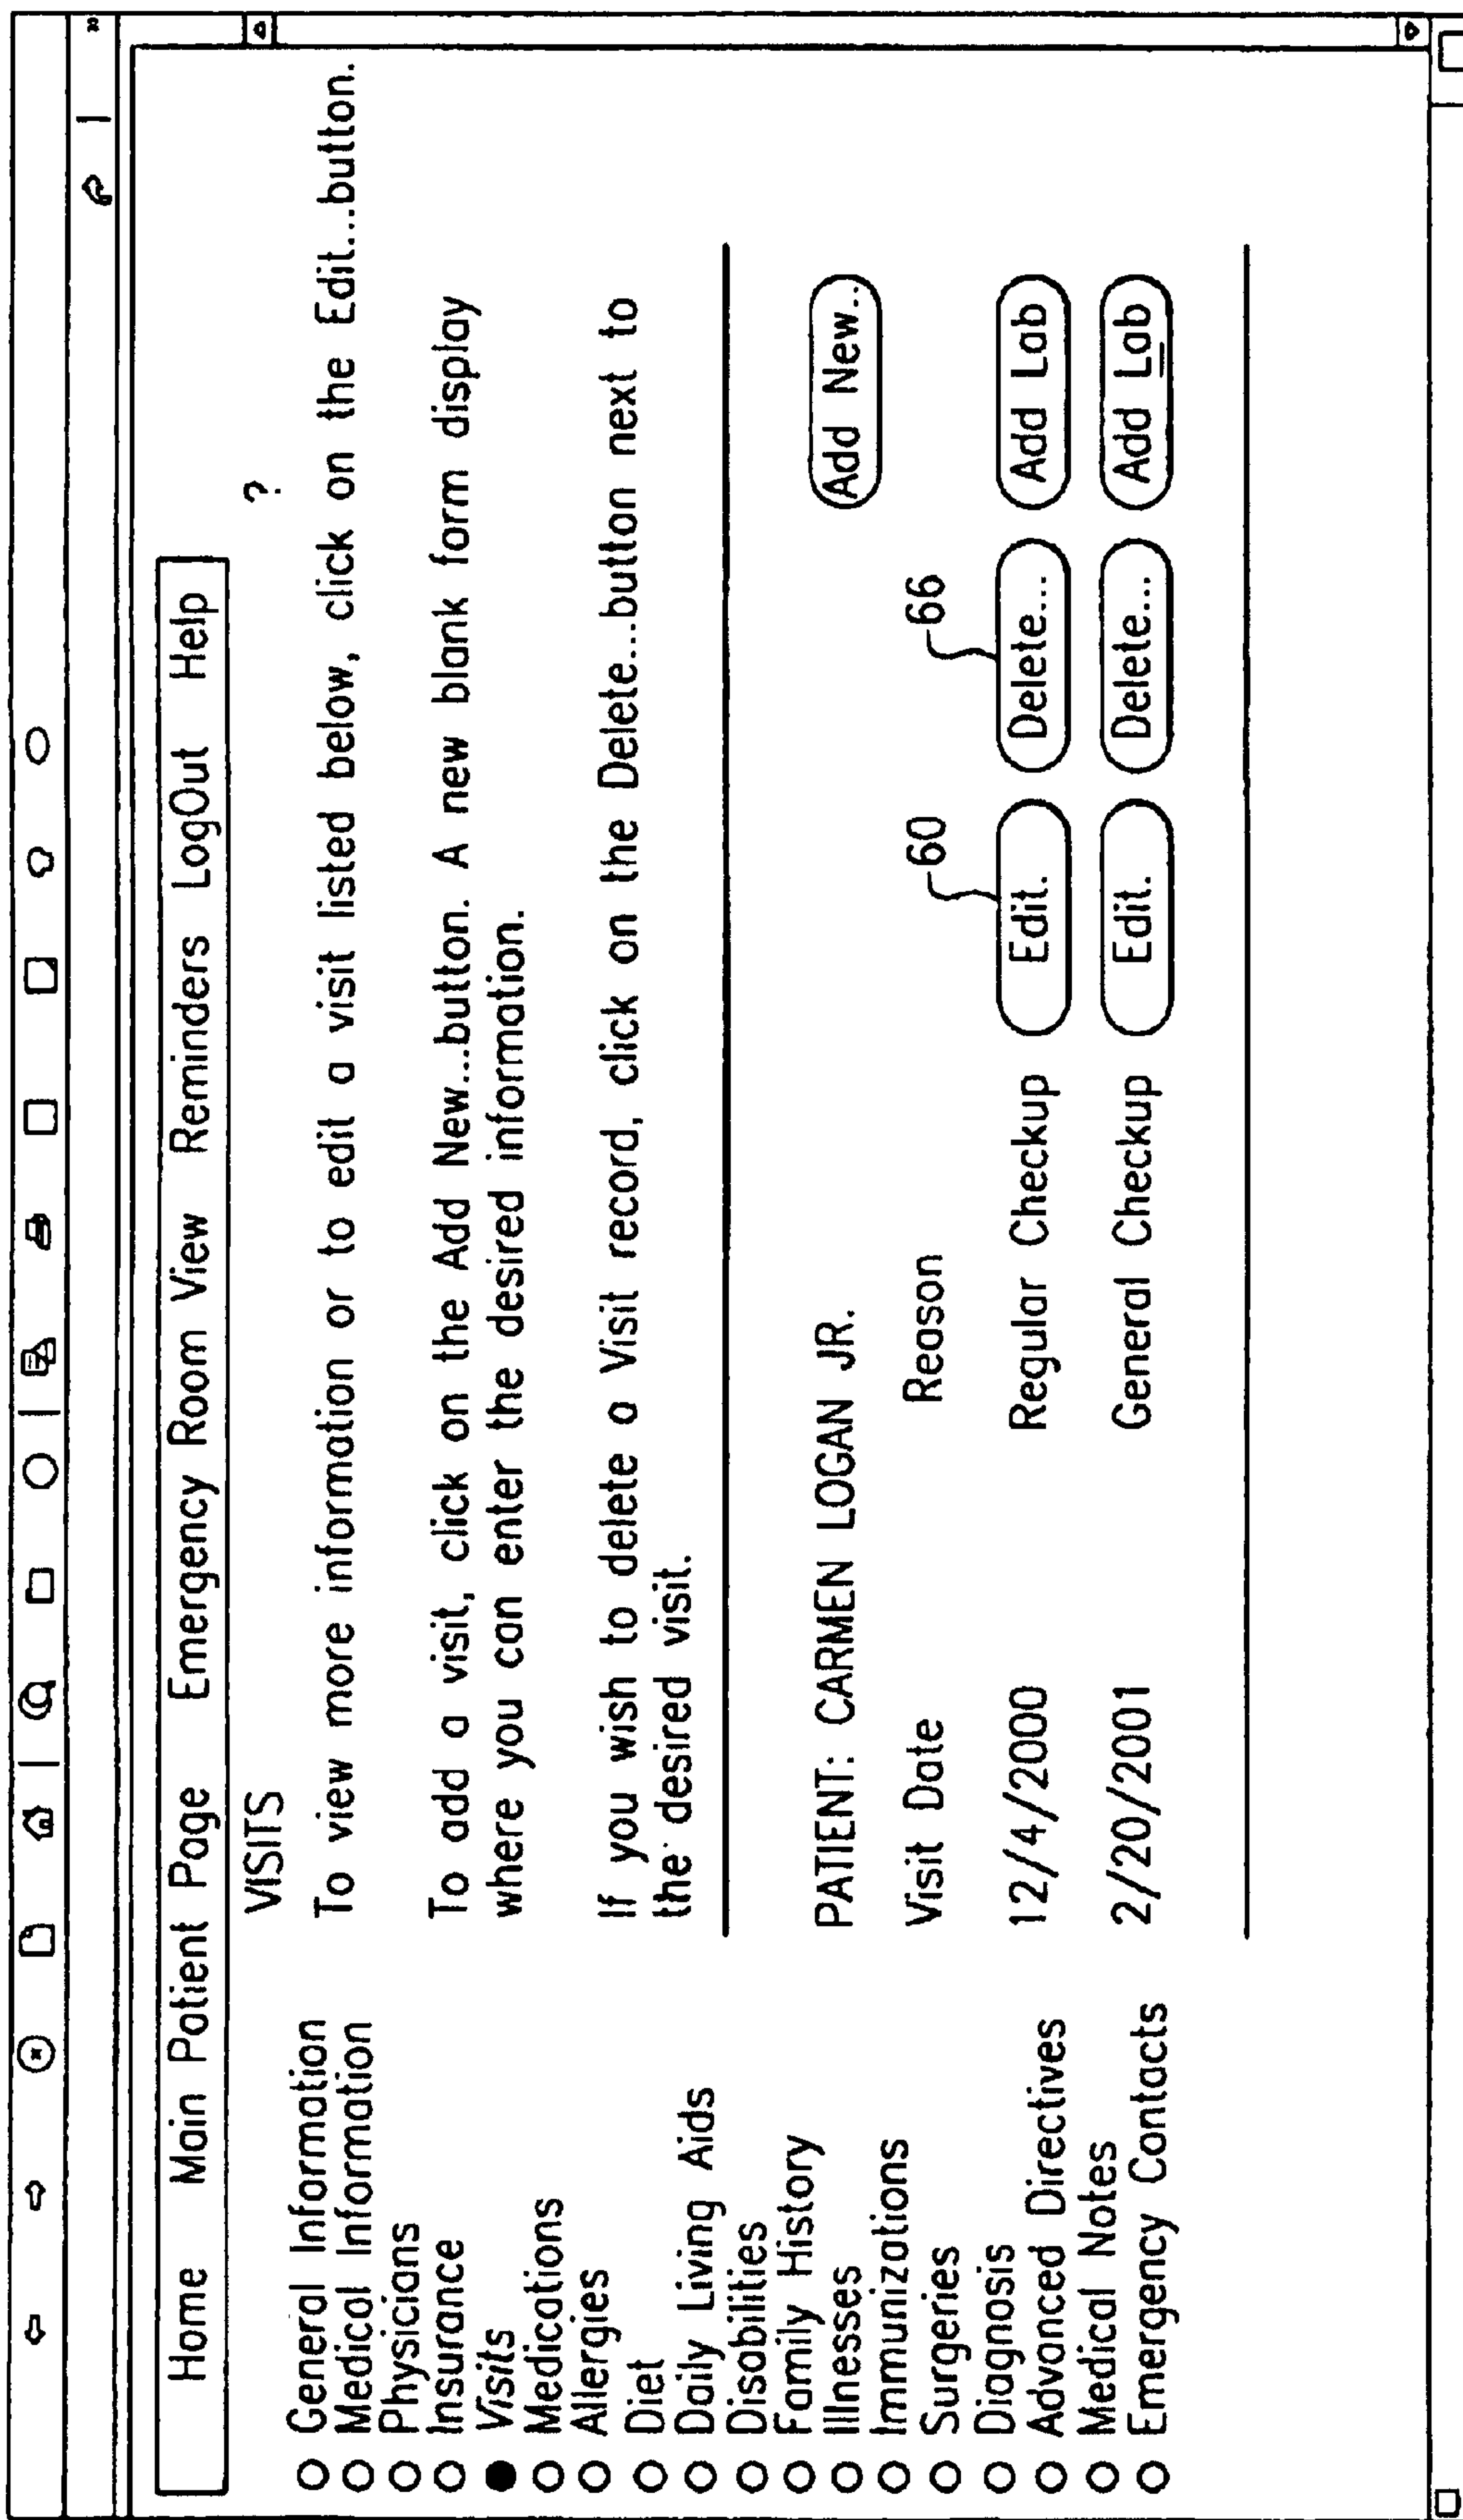 Home Main Patient Page Emergency Room View Reminders LogOut Help
General Information
Medical Information
Physicians
Insurance
Visits
Medications
Allergies
Diet
Daily Living Aids
Disabilities
Family History
Illnesses
Immunizations
Surgeries
Diagnosis
Advanced Directives
Medical Notes
Emergency Contacts
VISITS ?
To view more information or to edit a visit listed below, click on the Edit...button.
To add a visit, click on the Add New...button. A new blank form display
where you can enter the desired information.
If you wish to delete a Visit record, click on the Delete...button next to
the desired visit.
PATIENT: CARMEN LOGAN JR. Add New..
Visit Date Reason 60 66
12/4/2000 Regular Checkup Edit. Delete... Add Lab
2/20/2001 General Checkup Edit. Delete... Add Lab